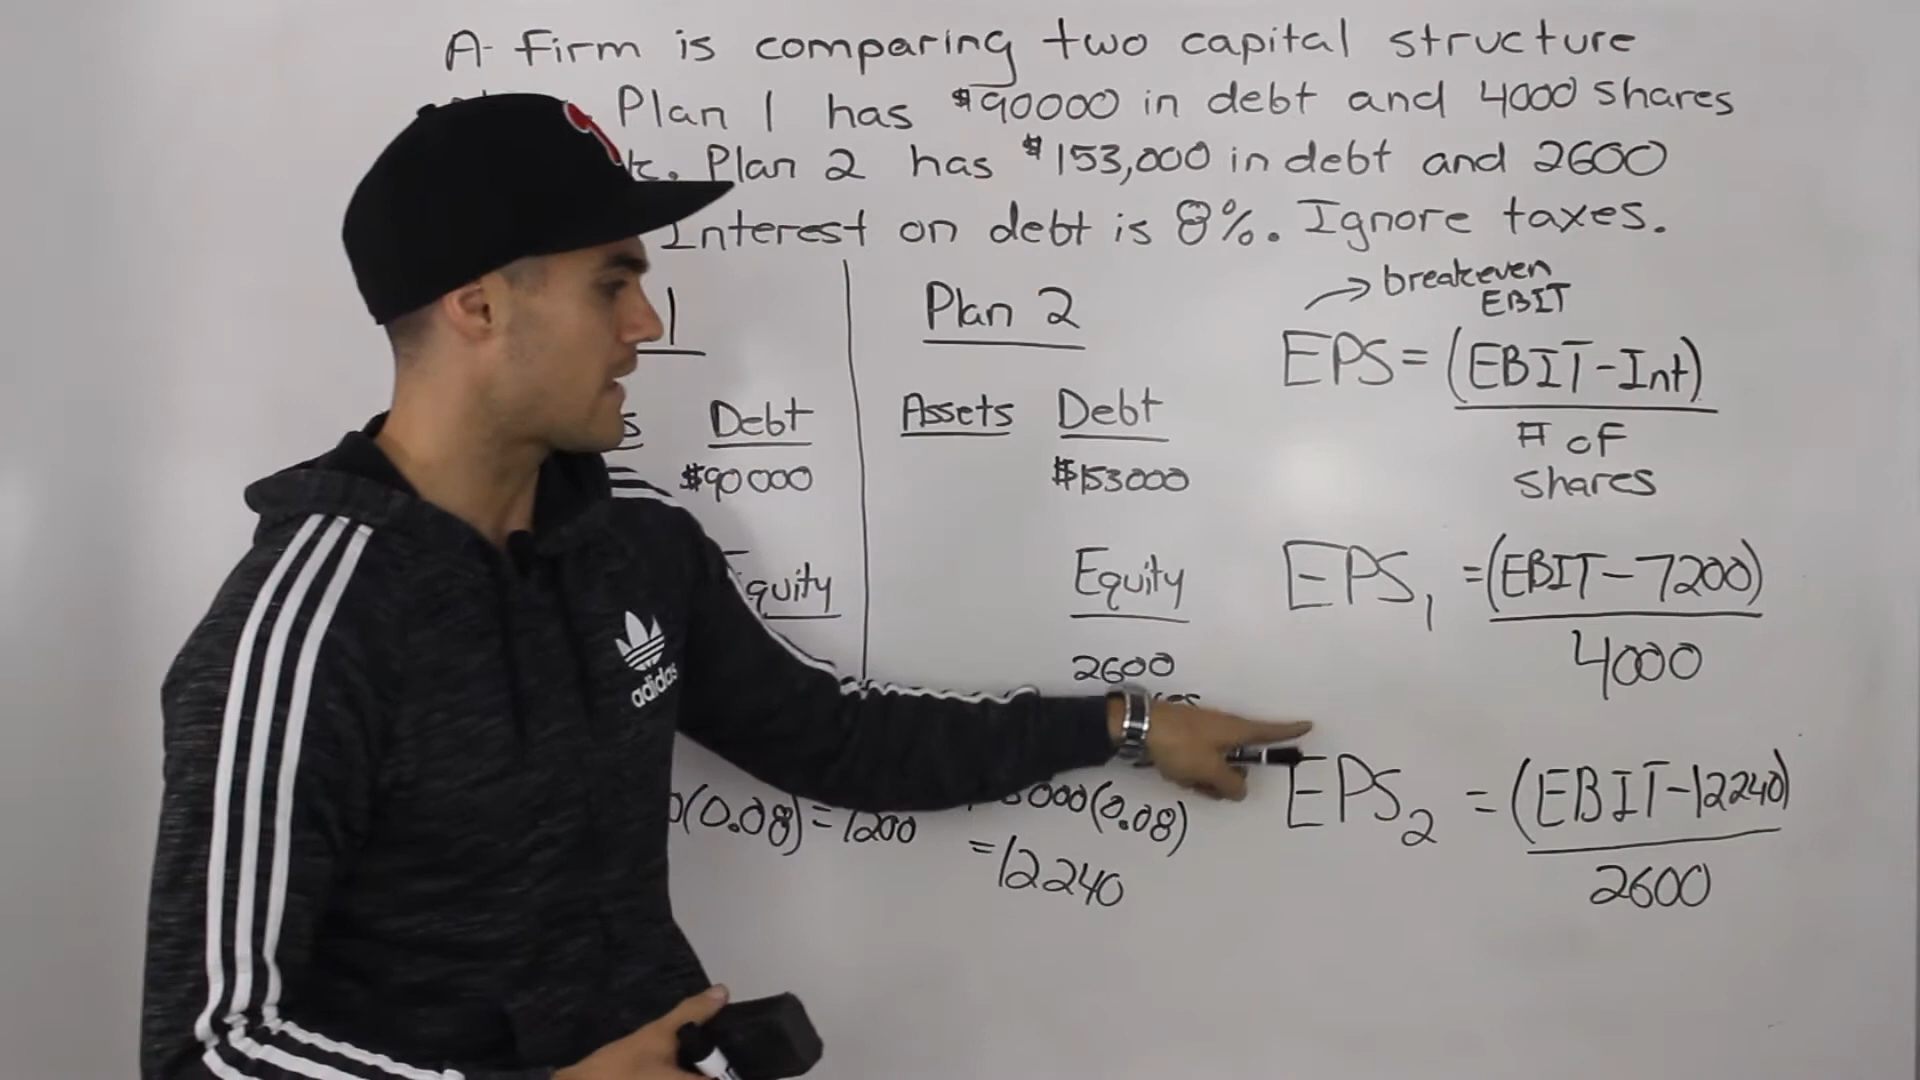 A firm is comparing two capital structure
Plan 1 has $90000 in debt and 4000 shares
k. Plan 2 has $153,000 in debt and 2600
Interest on debt is 8%. Ignore taxes.
→ breakeven
EBIT
1
Plan 2
EPS = (EBIT-Int)
# of
shares
s Debt
Assets Debt
$90000
$153000
Equity
Equity
EPS1 = (EBIT-7200)
4000
2600
EPS2 = (EBIT-12240)
2600
0(0.08) = 7200
000(0.08)
= 12240
adidas